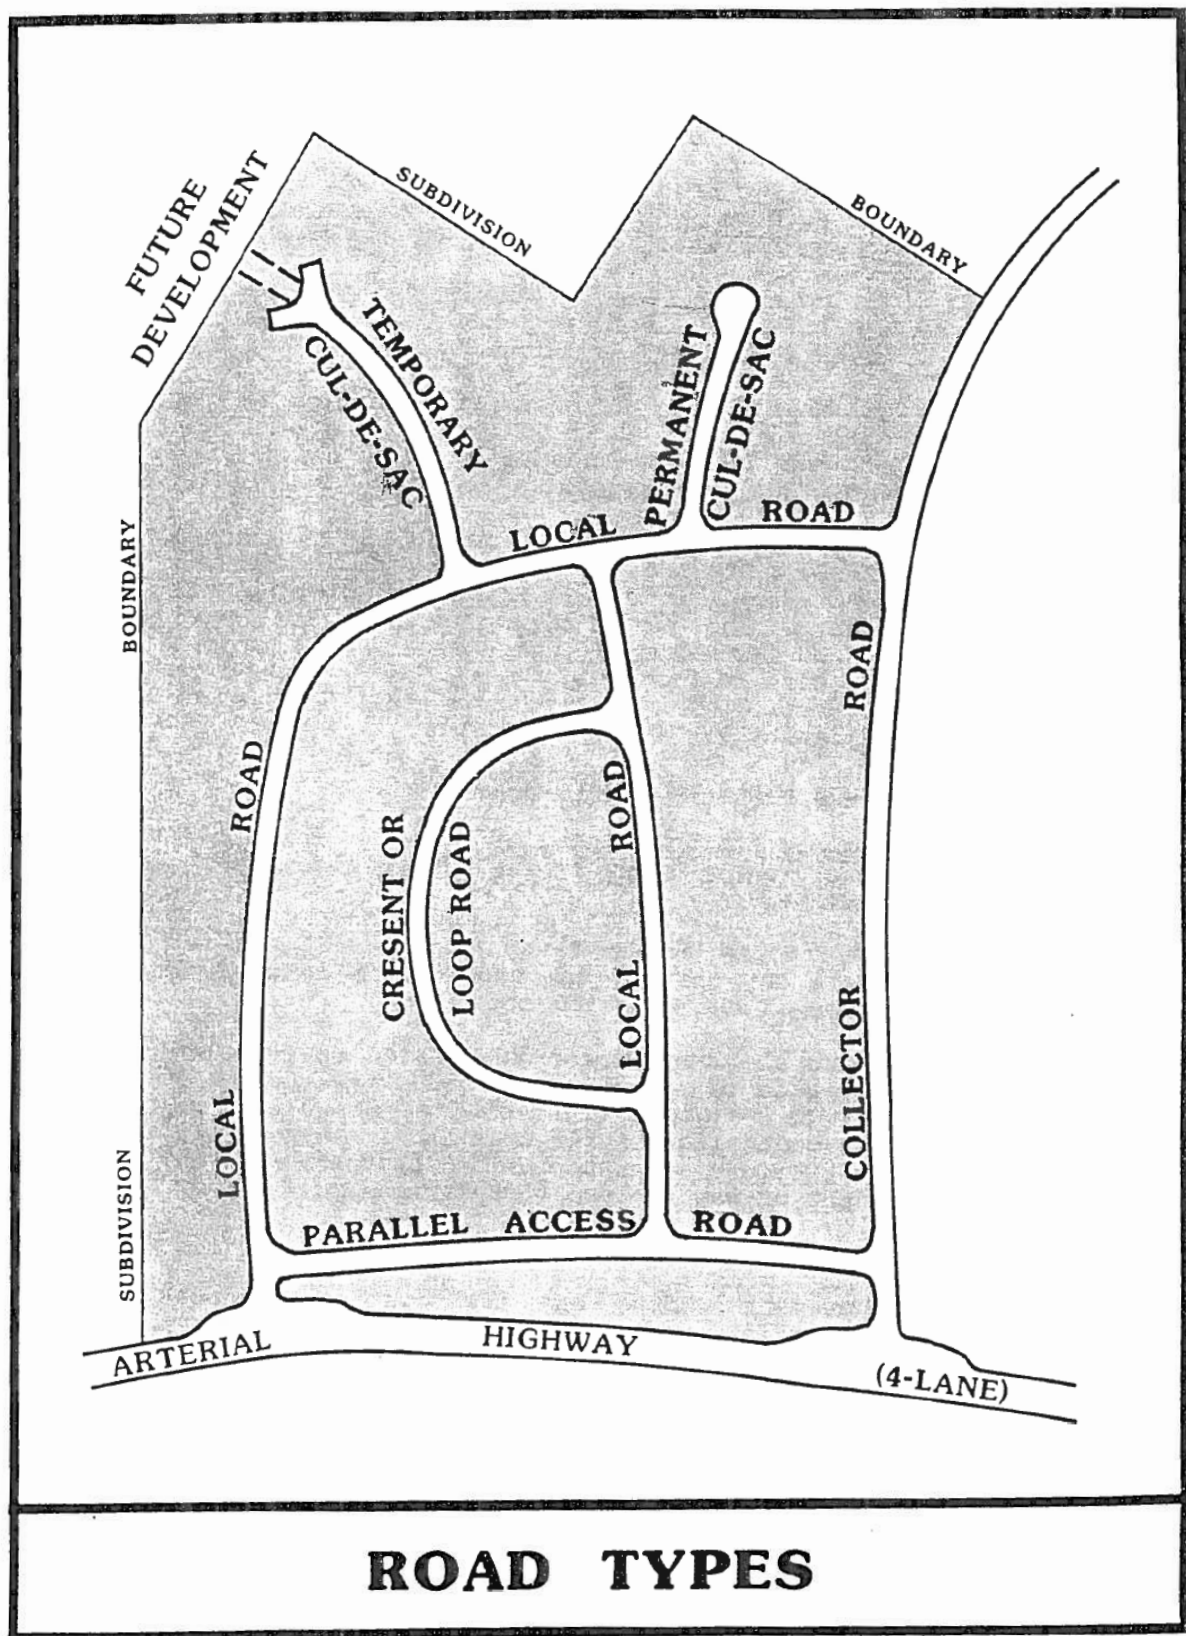 FUTURE
DEVELOPMENT
SUBDIVISION
BOUNDARY
TEMPORARY
CUL-DE-SAC
PERMANENT
CUL-DE-SAC
LOCAL
ROAD
BOUNDARY
SUBDIVISION
ROAD
LOCAL
CRESENT OR
LOOP ROAD
ROAD
LOCAL
ROAD
COLLECTOR
PARALLEL ACCESS ROAD
ARTERIAL HIGHWAY (4-LANE)
ROAD TYPES